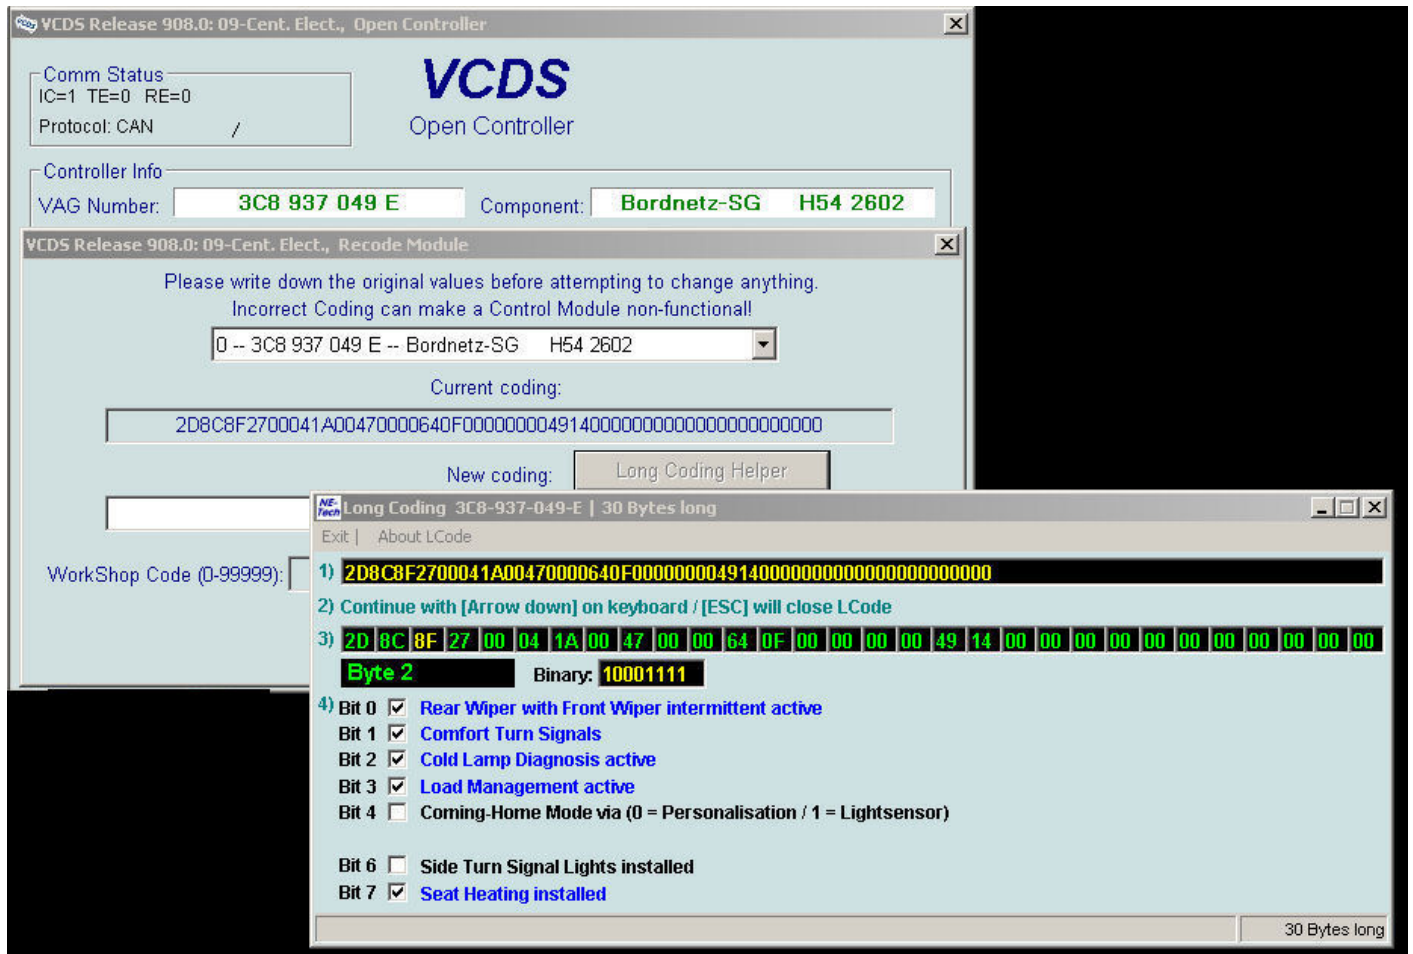 VCDS Release 908.0: 09-Cent. Elect., Open Controller
Comm Status
IC=1 TE=0 RE=0
Protocol: CAN /
VCDS
Open Controller
Controller Info
VAG Number: 3C8 937 049 E Component: Bordnetz-SG H54 2602
VCDS Release 908.0: 09-Cent. Elect., Recode Module
Please write down the original values before attempting to change anything.
Incorrect Coding can make a Control Module non-functional!
0 -- 3C8 937 049 E -- Bordnetz-SG H54 2602
Current coding:
2D8C8F2700041A00470000640F00000000491400000000000000000000000
New coding: Long Coding Helper
WorkShop Code (0-99999):
NE-Tech Long Coding 3C8-937-049-E | 30 Bytes long
Exit | About LCode
1) 2D8C8F2700041A00470000640F0000000049140000000000000000000000
2) Continue with [Arrow down] on keyboard / [ESC] will close LCode
3) 2D 8C 8F 27 00 04 1A 00 47 00 00 64 0F 00 00 00 00 49 14 00 00 00 00 00 00 00 00 00 00 00
Byte 2 Binary: 10001111
4) Bit 0 Rear Wiper with Front Wiper intermittent active
Bit 1 Comfort Turn Signals
Bit 2 Cold Lamp Diagnosis active
Bit 3 Load Management active
Bit 4 Coming-Home Mode via (0 = Personalisation / 1 = Lightsensor)
Bit 6 Side Turn Signal Lights installed
Bit 7 Seat Heating installed
30 Bytes long